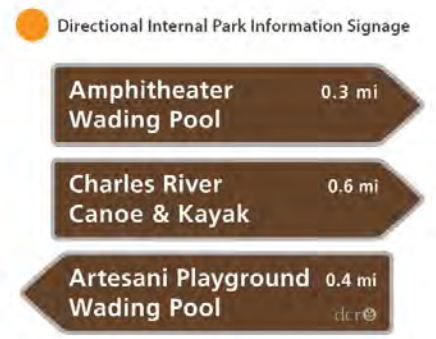 Directional Internal Park Information Signage
Amphitheater 0.3 mi
Wading Pool
Charles River 0.6 mi
Canoe & Kayak
Artesani Playground 0.4 mi
Wading Pool dcr